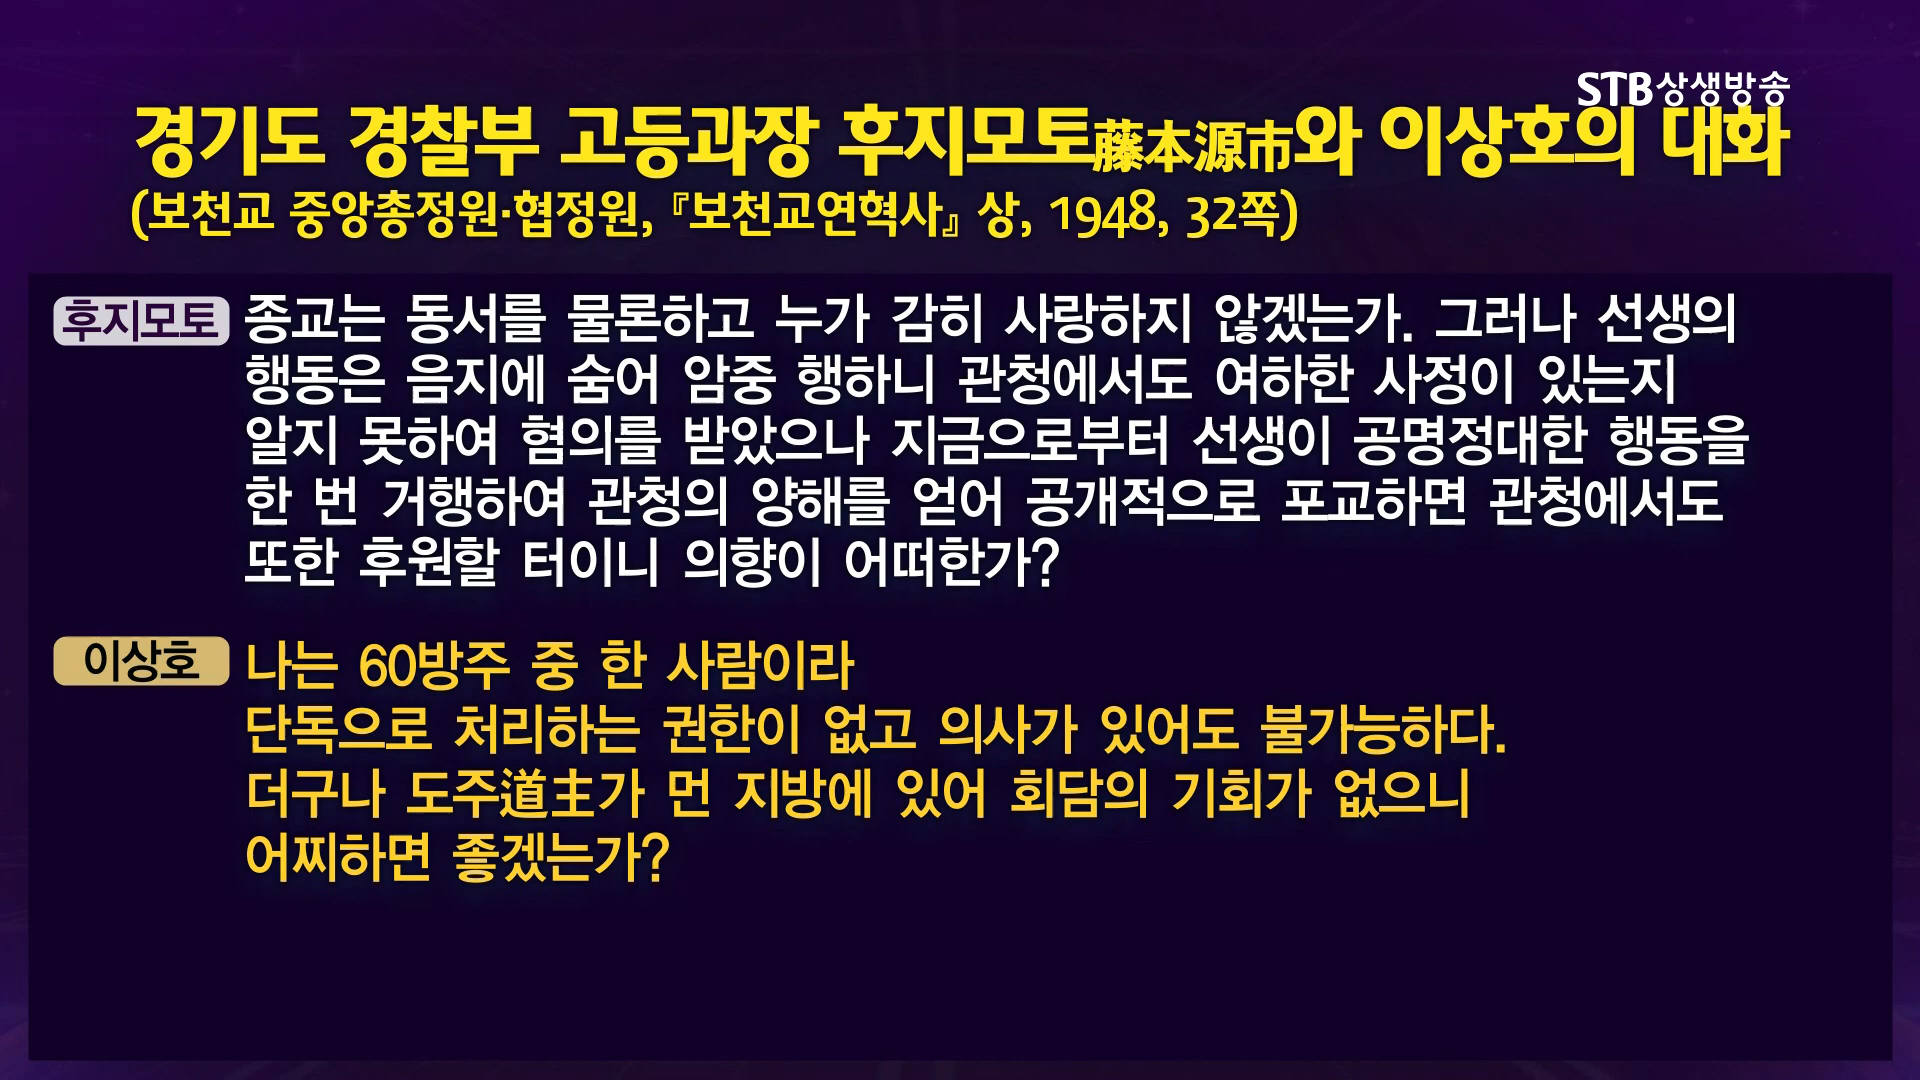 STB상생방송
경기도 경찰부 고등과장 후지모토藤本源市와 이상호의 대화
(보천교 중앙총정원·협정원, 『보천교연혁사』 상, 1948, 32쪽)
후지모토 종교는 동서를 물론하고 누가 감히 사랑하지 않겠는가. 그러나 선생의
행동은 음지에 숨어 암중 행하니 관청에서도 여하한 사정이 있는지
알지 못하여 혐의를 받았으나 지금으로부터 선생이 공명정대한 행동을
한 번 거행하여 관청의 양해를 얻어 공개적으로 포교하면 관청에서도
또한 후원할 터이니 의향이 어떠한가?
이상호 나는 60방주 중 한 사람이라
단독으로 처리하는 권한이 없고 의사가 있어도 불가능하다.
더구나 도주道主가 먼 지방에 있어 회담의 기회가 없으니
어찌하면 좋겠는가?